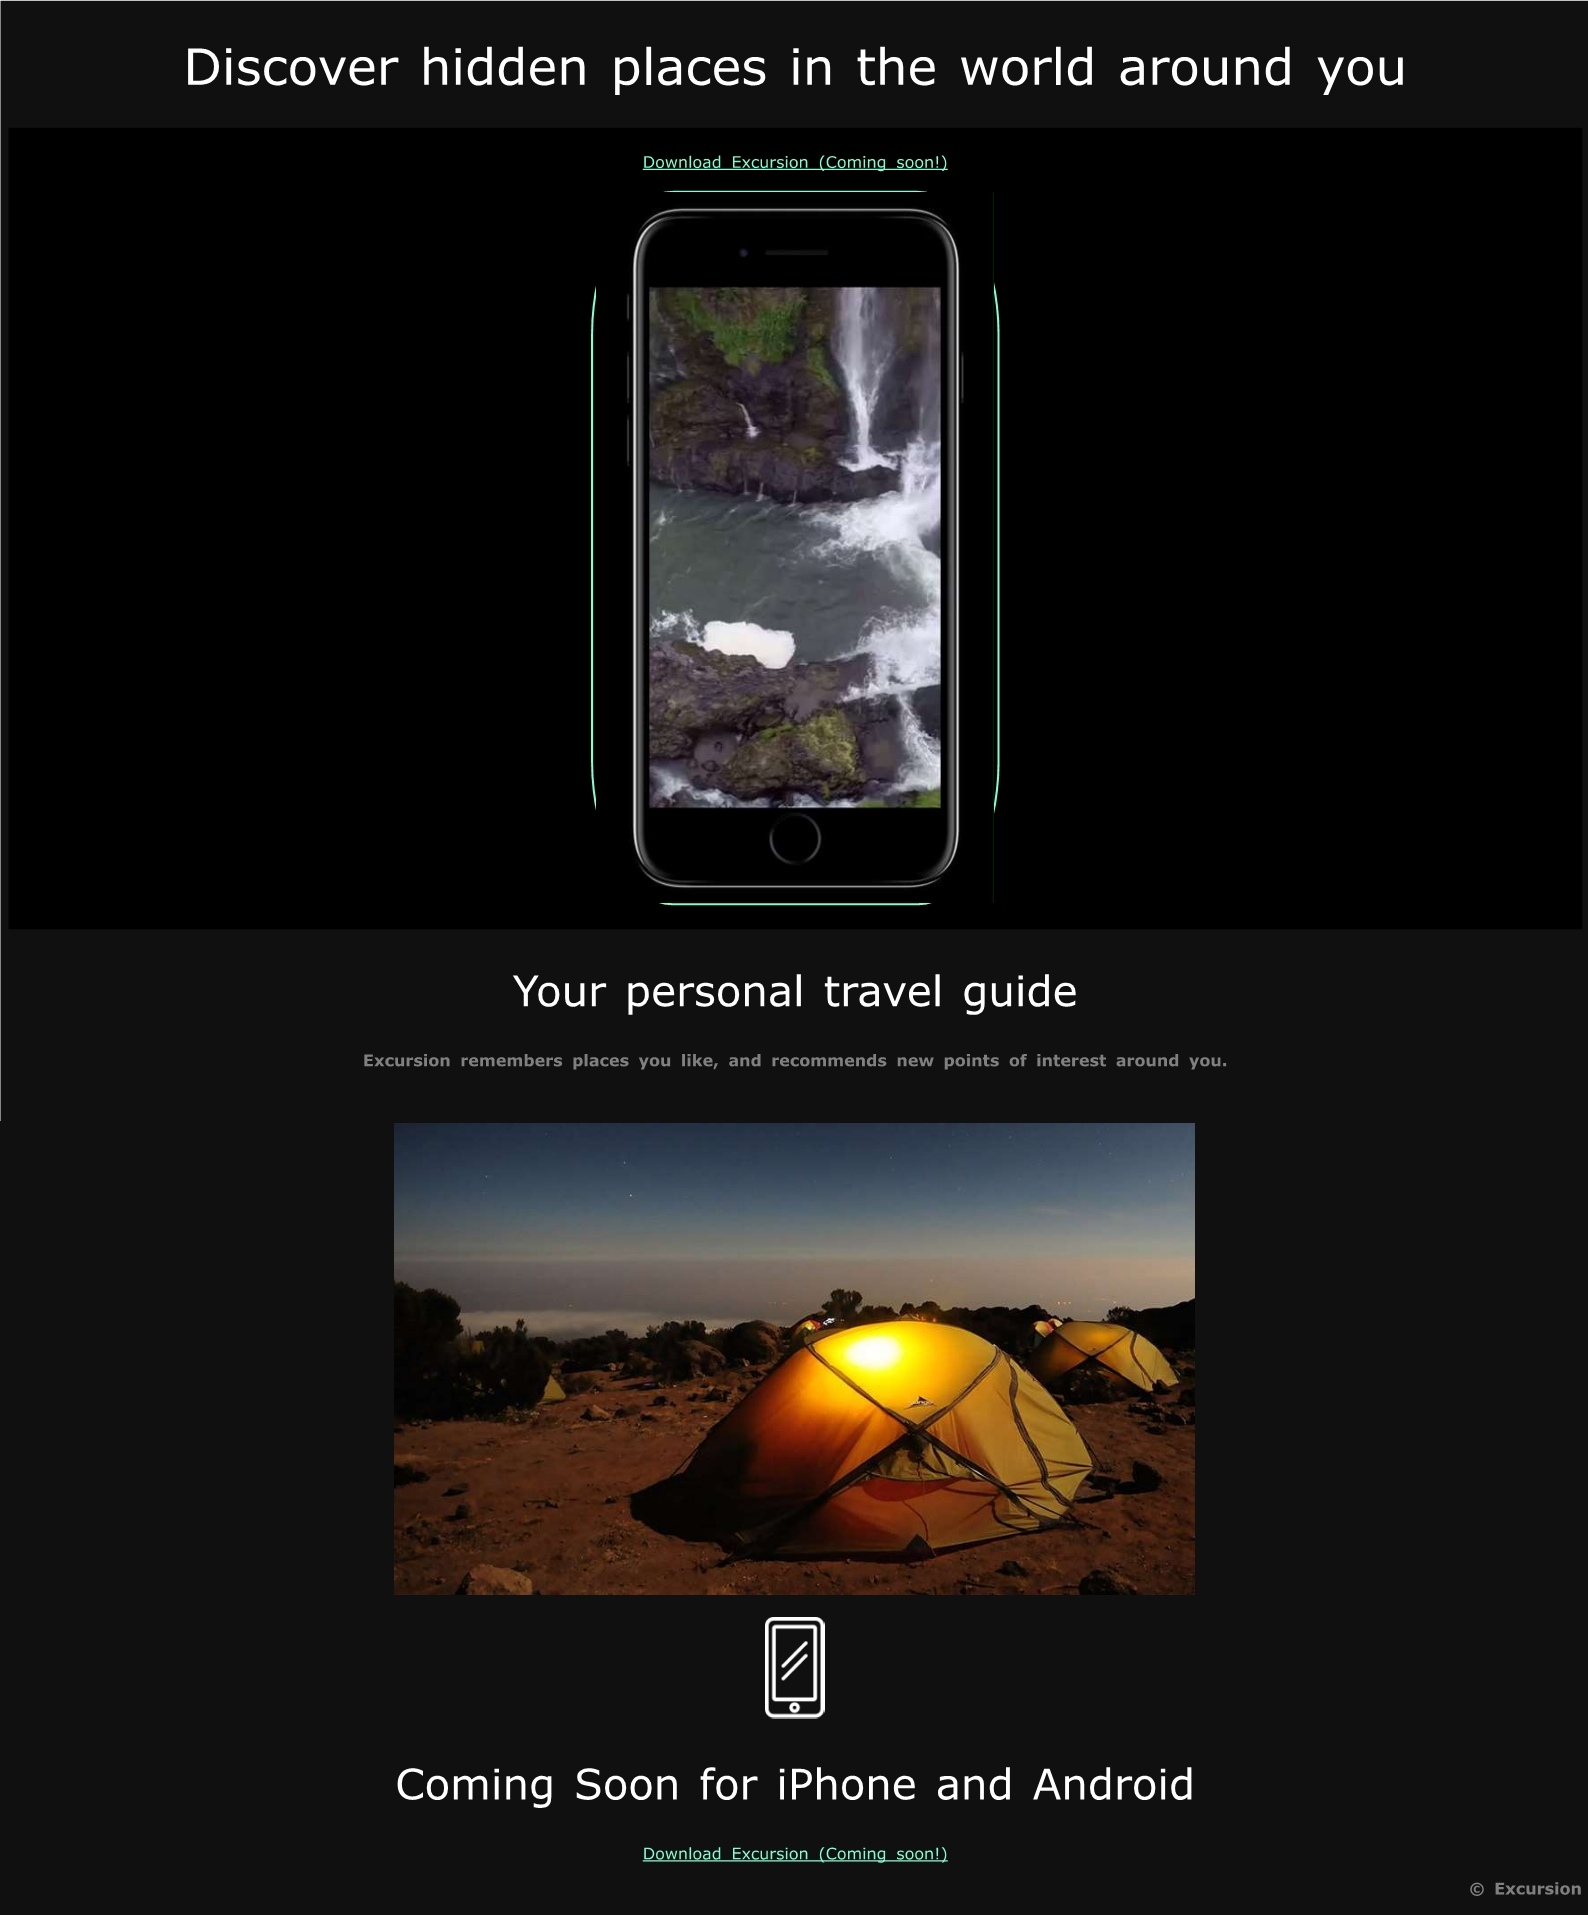 Discover hidden places in the world around you
Download Excursion (Coming soon!)
Your personal travel guide
Excursion remembers places you like, and recommends new points of interest around you.
Coming Soon for iPhone and Android
Download Excursion (Coming soon!)
© Excursion